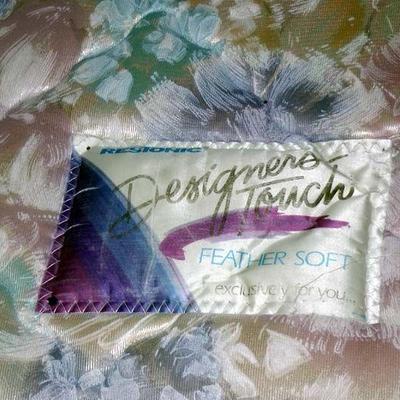 RESTONIC
Designers
Touch
FEATHER SOFT
exclusively for you...